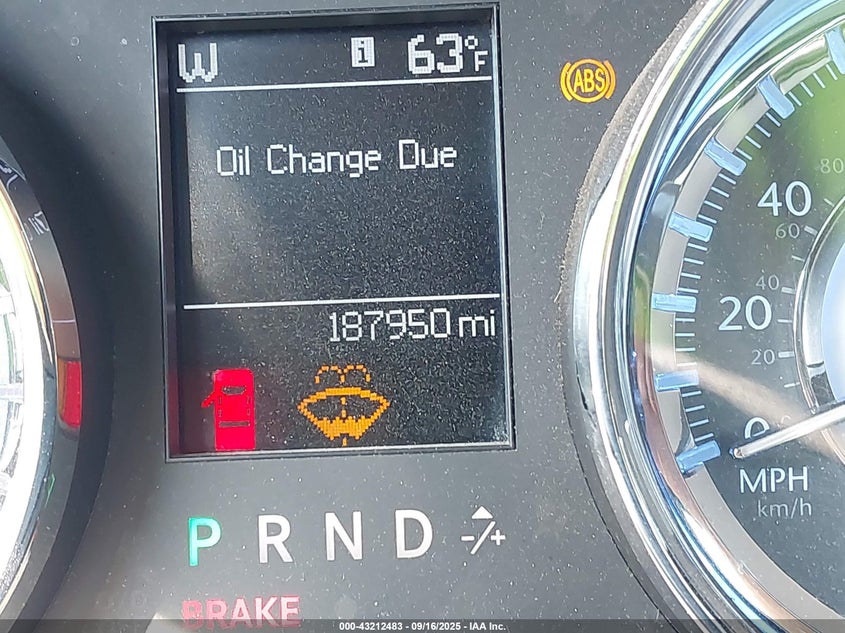 W i 63°F
ABS
Oil Change Due
187950 mi
80
40
60
40
20
20
MPH
km/h
P R N D -/+
BRAKE
000-43212483 - 09/16/2025 - IAA Inc.